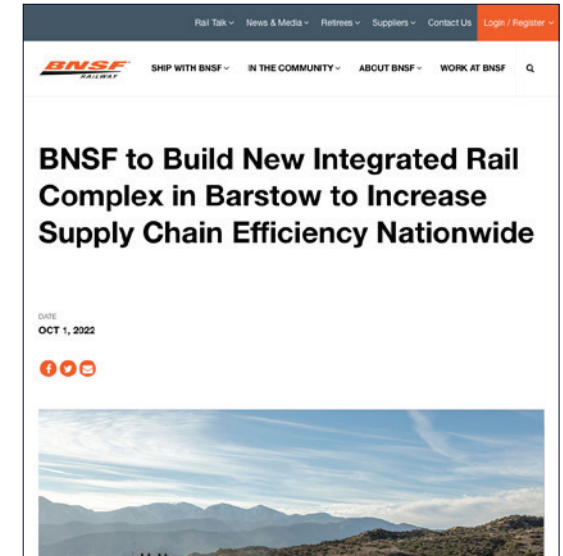 Rail Talk News & Media Retirees Suppliers Contact Us Login / Register
BNSF
RAILWAY
SHIP WITH BNSF IN THE COMMUNITY ABOUT BNSF WORK AT BNSF
BNSF to Build New Integrated Rail
Complex in Barstow to Increase
Supply Chain Efficiency Nationwide
DATE
OCT 1, 2022